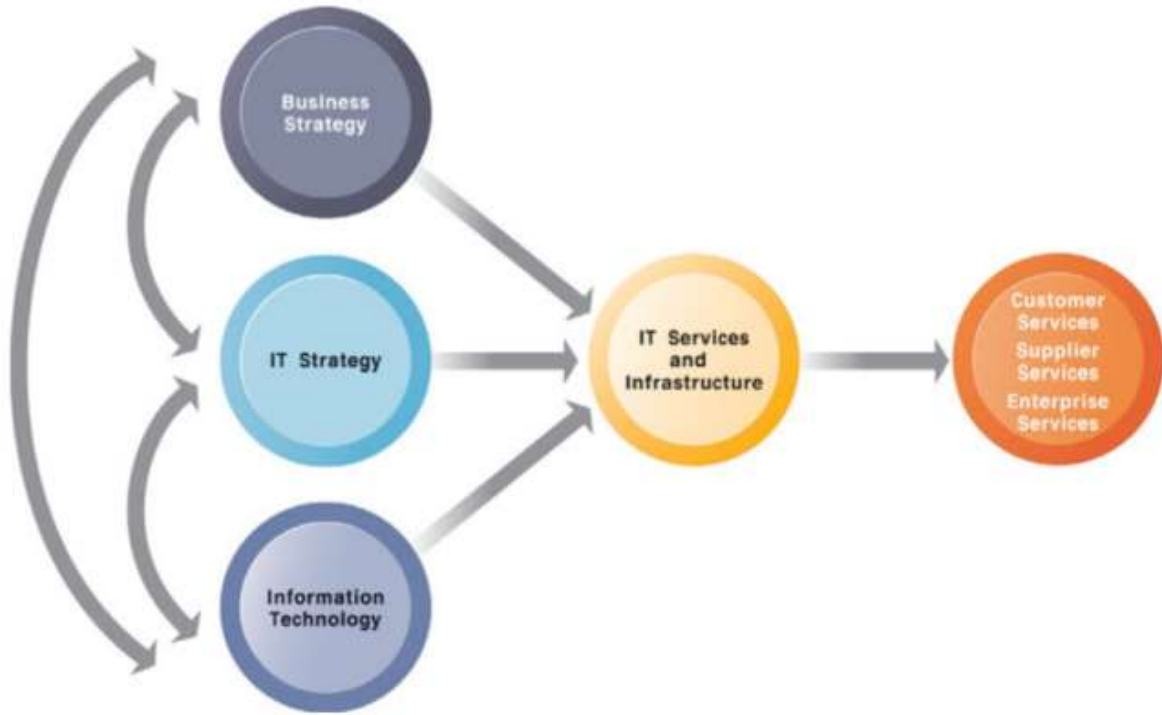 Business
Strategy
IT Strategy
Information
Technology
IT Services
and
Infrastructure
Customer
Services
Supplier
Services
Enterprise
Services